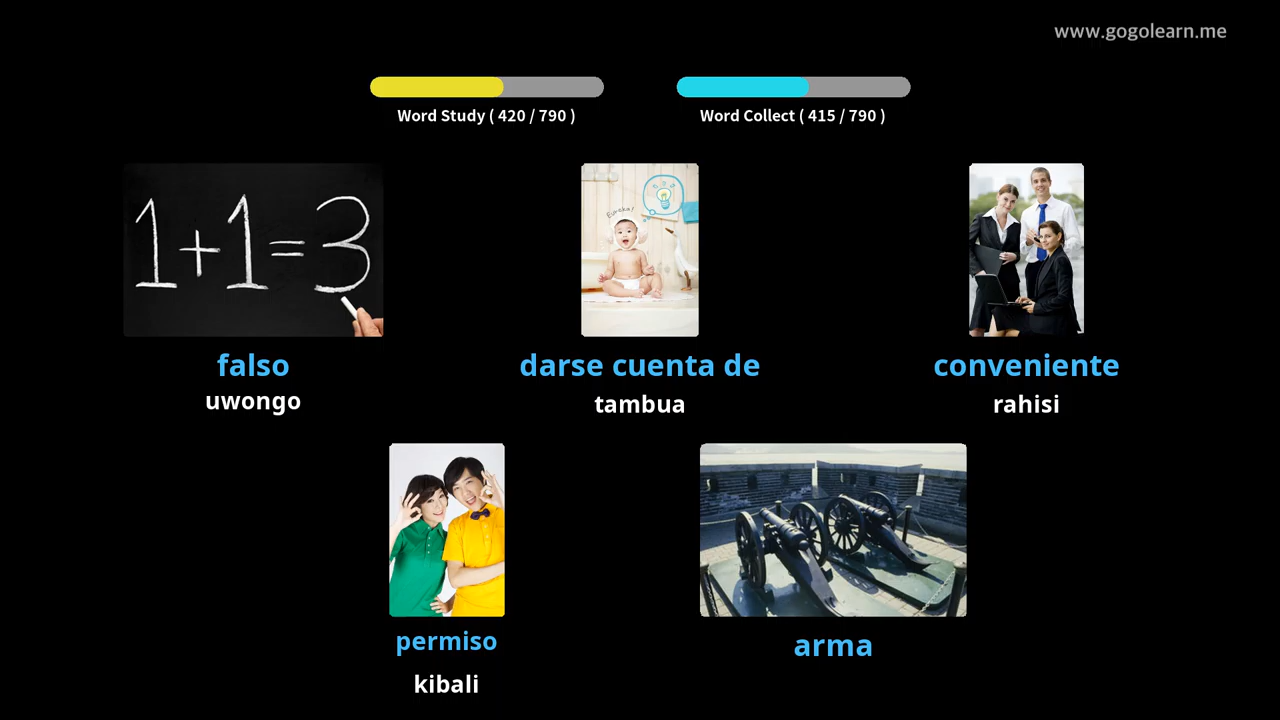 www.gogolearn.me
Word Study ( 420 / 790 )
Word Collect ( 415 / 790 )
1+1=3
Eureka!
falso
darse cuenta de
conveniente
uwongo
tambua
rahisi
permiso
arma
kibali